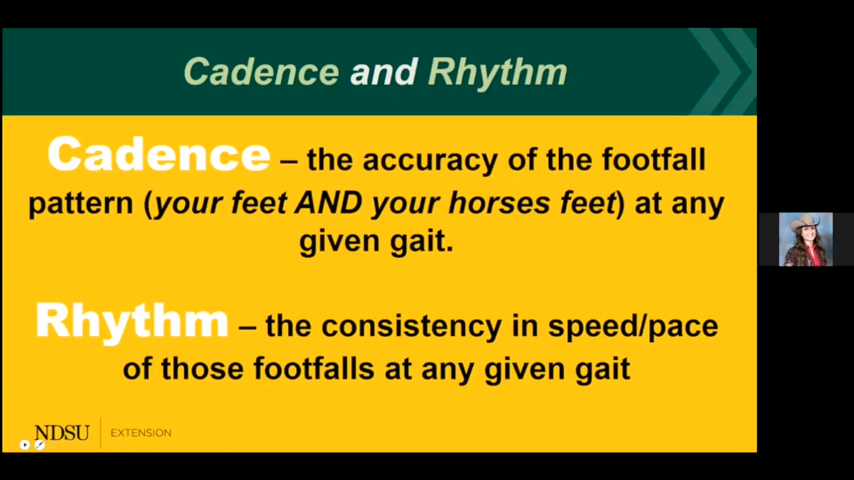 Cadence and Rhythm
Cadence – the accuracy of the footfall
pattern (your feet AND your horses feet) at any
given gait.
Rhythm – the consistency in speed/pace
of those footfalls at any given gait
NDSU EXTENSION